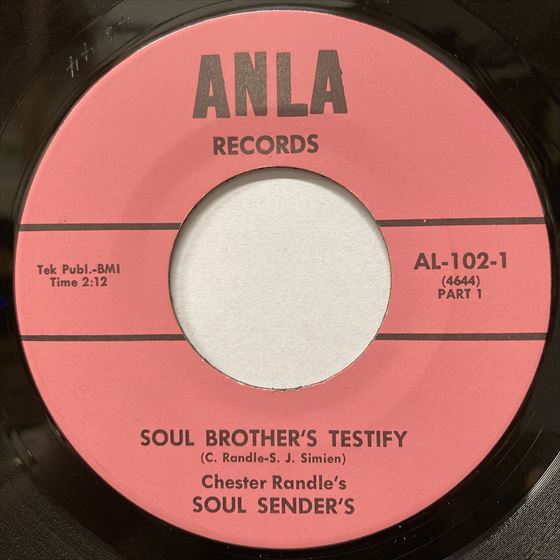 ANLA
RECORDS
Tek Publ.-BMI
Time 2:12
AL-102-1
(4644)
PART 1
SOUL BROTHER'S TESTIFY
(C. Randle-S. J. Simien)
Chester Randle's
SOUL SENDER'S